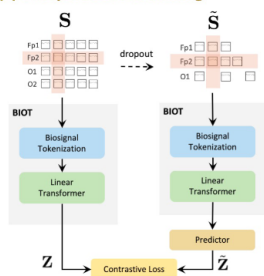 S
S̃
Fp1
Fp2
O1
O2
dropout
Fp1
Fp2
O1
BIOT
Biosignal
Tokenization
Linear
Transformer
BIOT
Biosignal
Tokenization
Linear
Transformer
Predictor
Z
Contrastive Loss
Z̃